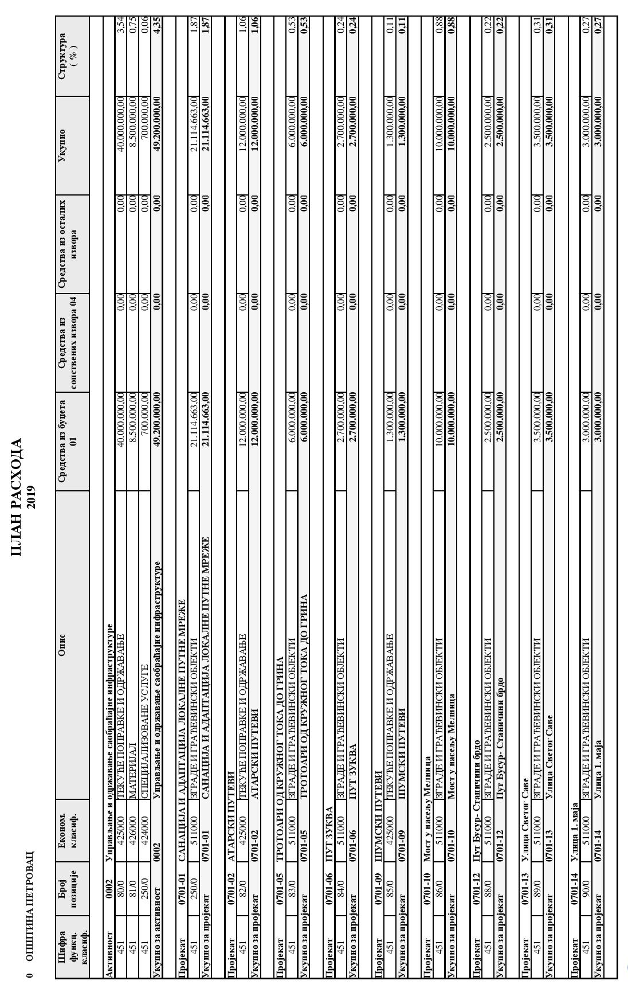 ПЛАН РАСХОДА
2019
0 ОПШТИНА ПЕТРОВАЦ
Шифра функц. класиф. Број позиције Економ. класиф. Опис Средства из буџета 01 Средства из сопствених извора 04 Средства из осталих извора Укупно Структура ( % )
Активност 0002 Управљање и одржавање саобраћајне инфраструктуре
451 80/0 425000 ТЕКУЋЕ ПОПРАВКЕ И ОДРЖАВАЊЕ 40.000.000,00 0,00 0,00 40.000.000,00 3,54
451 81/0 426000 МАТЕРИЈАЛ 8.500.000,00 0,00 0,00 8.500.000,00 0,75
451 250/0 424000 СПЕЦИЈАЛИЗОВАНЕ УСЛУГЕ 700.000,00 0,00 0,00 700.000,00 0,06
Укупно за активност 0002 Управљање и одржавање саобраћајне инфраструктуре 49.200.000,00 0,00 0,00 49.200.000,00 4,35
Пројекат 0701-01 САНАЦИЈА И АДАПТАЦИЈА ЛОКАЛНЕ ПУТНЕ МРЕЖЕ
451 250/0 511000 ЗГРАДЕ И ГРАЂЕВИНСКИ ОБЈЕКТИ 21.114.663,00 0,00 0,00 21.114.663,00 1,87
Укупно за пројекат 0701-01 САНАЦИЈА И АДАПТАЦИЈА ЛОКАЛНЕ ПУТНЕ МРЕЖЕ 21.114.663,00 0,00 0,00 21.114.663,00 1,87
Пројекат 0701-02 АТАРСКИ ПУТЕВИ
451 82/0 425000 ТЕКУЋЕ ПОПРАВКЕ И ОДРЖАВАЊЕ 12.000.000,00 0,00 0,00 12.000.000,00 1,06
Укупно за пројекат 0701-02 АТАРСКИ ПУТЕВИ 12.000.000,00 0,00 0,00 12.000.000,00 1,06
Пројекат 0701-05 ТРОТОАРИ ОД КРУЖНОГ ТОКА ДО ГРИНА
451 83/0 511000 ЗГРАДЕ И ГРАЂЕВИНСКИ ОБЈЕКТИ 6.000.000,00 0,00 0,00 6.000.000,00 0,53
Укупно за пројекат 0701-05 ТРОТОАРИ ОД КРУЖНОГ ТОКА ДО ГРИНА 6.000.000,00 0,00 0,00 6.000.000,00 0,53
Пројекат 0701-06 ПУТ ЗУКВА
451 84/0 511000 ЗГРАДЕ И ГРАЂЕВИНСКИ ОБЈЕКТИ 2.700.000,00 0,00 0,00 2.700.000,00 0,24
Укупно за пројекат 0701-06 ПУТ ЗУКВА 2.700.000,00 0,00 0,00 2.700.000,00 0,24
Пројекат 0701-09 ШУМСКИ ПУТЕВИ
451 85/0 425000 ТЕКУЋЕ ПОПРАВКЕ И ОДРЖАВАЊЕ 1.300.000,00 0,00 0,00 1.300.000,00 0,11
Укупно за пројекат 0701-09 ШУМСКИ ПУТЕВИ 1.300.000,00 0,00 0,00 1.300.000,00 0,11
Пројекат 0701-10 Мост у насељу Мелница
451 86/0 511000 ЗГРАДЕ И ГРАЂЕВИНСКИ ОБЈЕКТИ 10.000.000,00 0,00 0,00 10.000.000,00 0,88
Укупно за пројекат 0701-10 Мост у насељу Мелница 10.000.000,00 0,00 0,00 10.000.000,00 0,88
Пројекат 0701-12 Пут Бусур- Станичини брдо
451 88/0 511000 ЗГРАДЕ И ГРАЂЕВИНСКИ ОБЈЕКТИ 2.500.000,00 0,00 0,00 2.500.000,00 0,22
Укупно за пројекат 0701-12 Пут Бусур- Станичини брдо 2.500.000,00 0,00 0,00 2.500.000,00 0,22
Пројекат 0701-13 Улица Светог Саве
451 89/0 511000 ЗГРАДЕ И ГРАЂЕВИНСКИ ОБЈЕКТИ 3.500.000,00 0,00 0,00 3.500.000,00 0,31
Укупно за пројекат 0701-13 Улица Светог Саве 3.500.000,00 0,00 0,00 3.500.000,00 0,31
Пројекат 0701-14 Улица 1. маја
451 90/0 511000 ЗГРАДЕ И ГРАЂЕВИНСКИ ОБЈЕКТИ 3.000.000,00 0,00 0,00 3.000.000,00 0,27
Укупно за пројекат 0701-14 Улица 1. маја 3.000.000,00 0,00 0,00 3.000.000,00 0,27